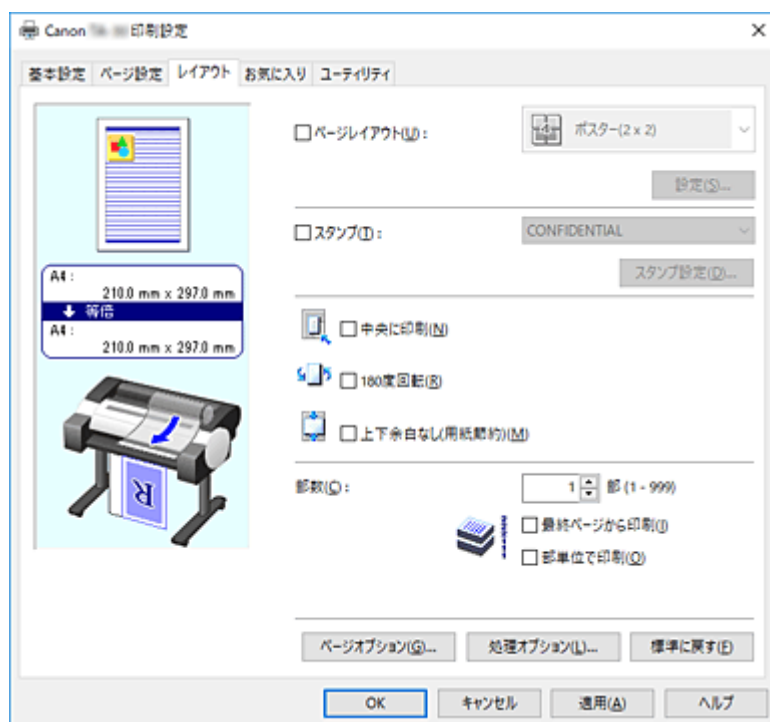 Canon 印刷設定
基本設定 ページ設定 レイアウト お気に入り ユーティリティ
ページレイアウト(U):
ポスター(2 x 2)
設定(S)...
スタンプ(T):
CONFIDENTIAL
スタンプ設定(D)...
A4:
210.0 mm x 297.0 mm
等倍
A4:
210.0 mm x 297.0 mm
中央に印刷(N)
180度回転(R)
上下余白なし(用紙節約)(M)
部数(C):
1 部 (1 - 999)
最終ページから印刷(J)
部単位で印刷(O)
R
ページオプション(G)... 処理オプション(L)... 標準に戻す(F)
OK キャンセル 適用(A) ヘルプ